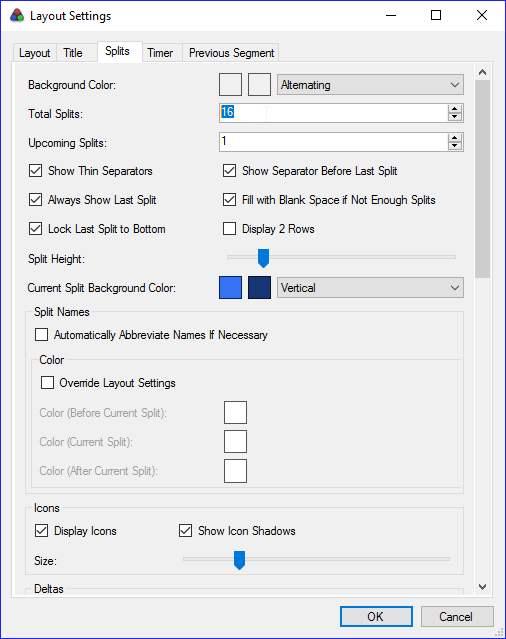 Layout Settings
Layout Title Splits Timer Previous Segment
Background Color: Alternating
Total Splits: 16
Upcoming Splits: 1
Show Thin Separators Show Separator Before Last Split
Always Show Last Split Fill with Blank Space if Not Enough Splits
Lock Last Split to Bottom Display 2 Rows
Split Height:
Current Split Background Color: Vertical
Split Names
Automatically Abbreviate Names If Necessary
Color
Override Layout Settings
Color (Before Current Split):
Color (Current Split):
Color (After Current Split):
Icons
Display Icons Show Icon Shadows
Size:
Deltas
OK Cancel